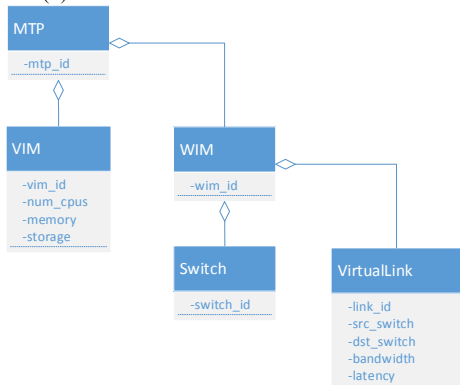 MTP
-mtp_id
VIM
-vim_id
-num_cpus
-memory
-storage
WIM
-wim_id
Switch
-switch_id
VirtualLink
-link_id
-src_switch
-dst_switch
-bandwidth
-latency